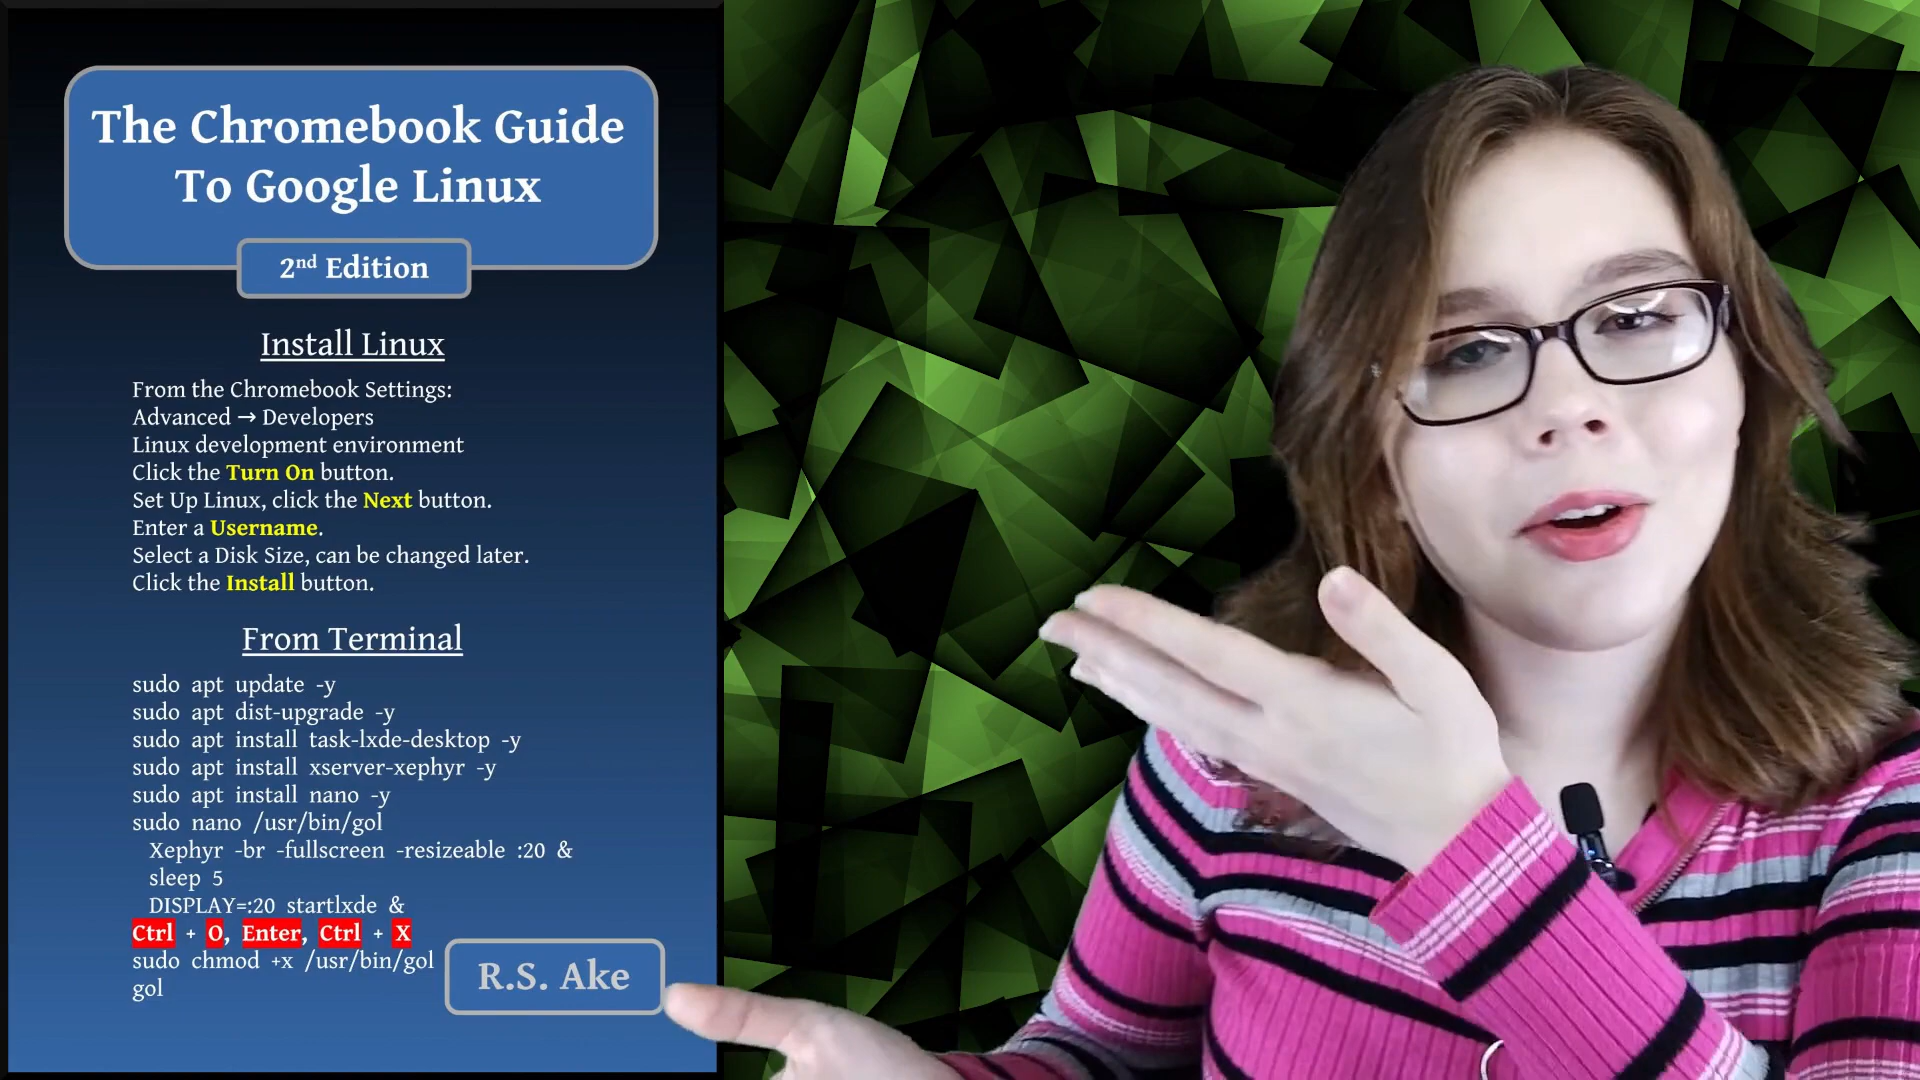 The Chromebook Guide
To Google Linux
2nd Edition
Install Linux
From the Chromebook Settings:
Advanced → Developers
Linux development environment
Click the Turn On button.
Set Up Linux, click the Next button.
Enter a Username.
Select a Disk Size, can be changed later.
Click the Install button.
From Terminal
sudo apt update -y
sudo apt dist-upgrade -y
sudo apt install task-lxde-desktop -y
sudo apt install xserver-xephyr -y
sudo apt install nano -y
sudo nano /usr/bin/gol
Xephyr -br -fullscreen -resizeable :20 &
sleep 5
DISPLAY=:20 startlxde &
Ctrl + O, Enter, Ctrl + X
sudo chmod +x /usr/bin/gol
gol
R.S. Ake